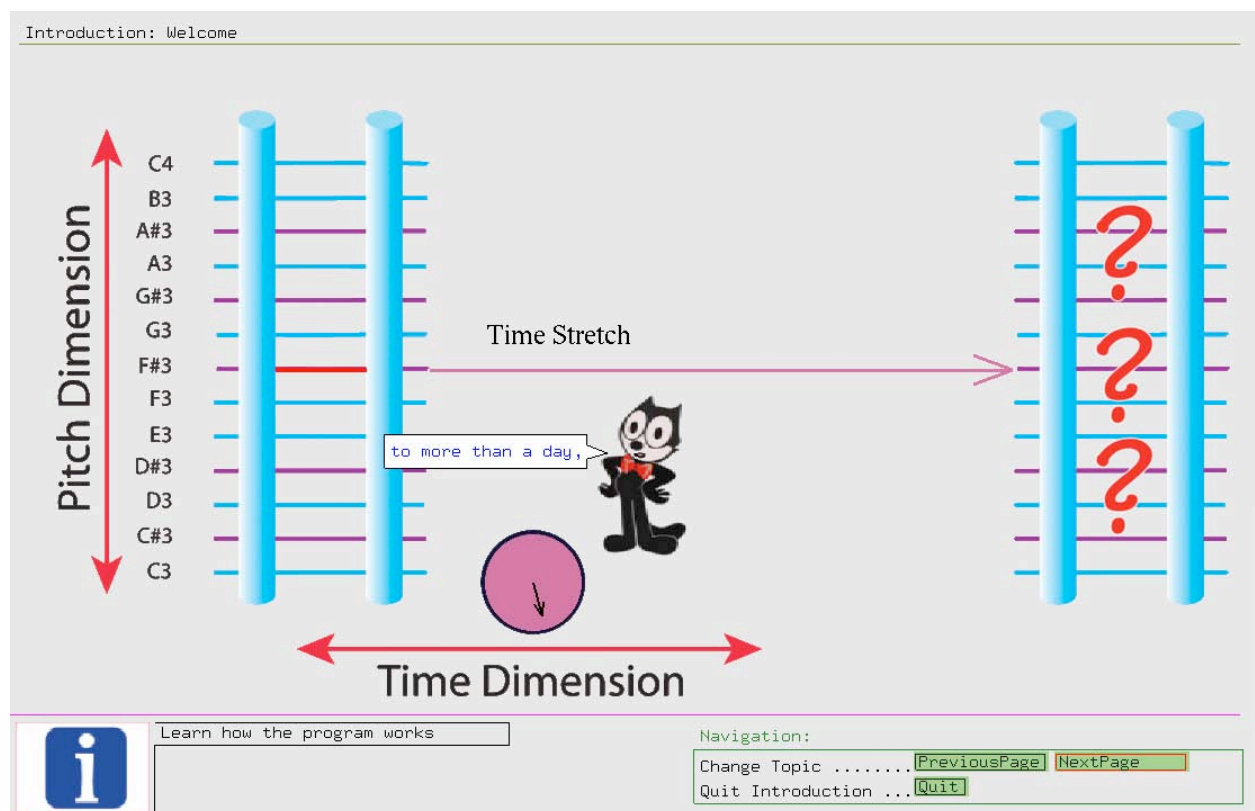 Introduction: Welcome
Pitch Dimension
C4
B3
A#3
A3
G#3
G3
F#3
F3
E3
D#3
D3
C#3
C3
Time Stretch
? 
?
?
to more than a day,
Time Dimension
i
Learn how the program works
Navigation:
Change Topic ........PreviousPage NextPage
Quit Introduction ...Quit